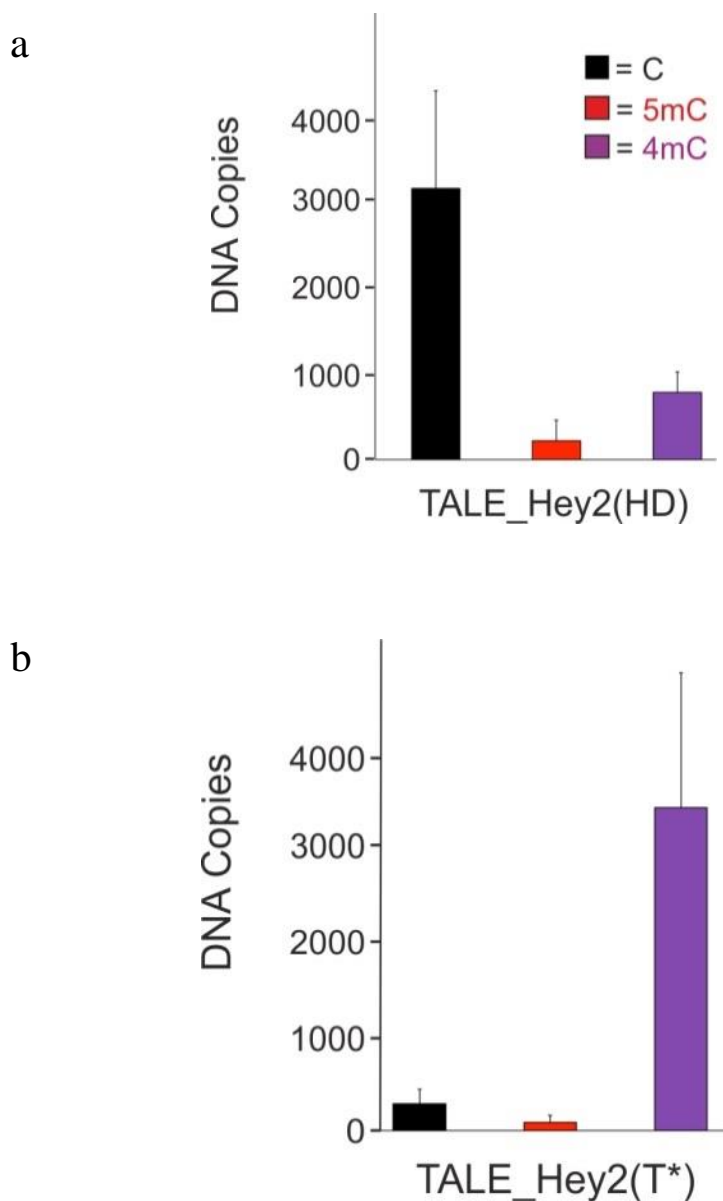 a
DNA Copies
4000
3000
2000
1000
0
= C
= 5mC
= 4mC
TALE_Hey2(HD)
b
DNA Copies
4000
3000
2000
1000
0
TALE_Hey2(T*)